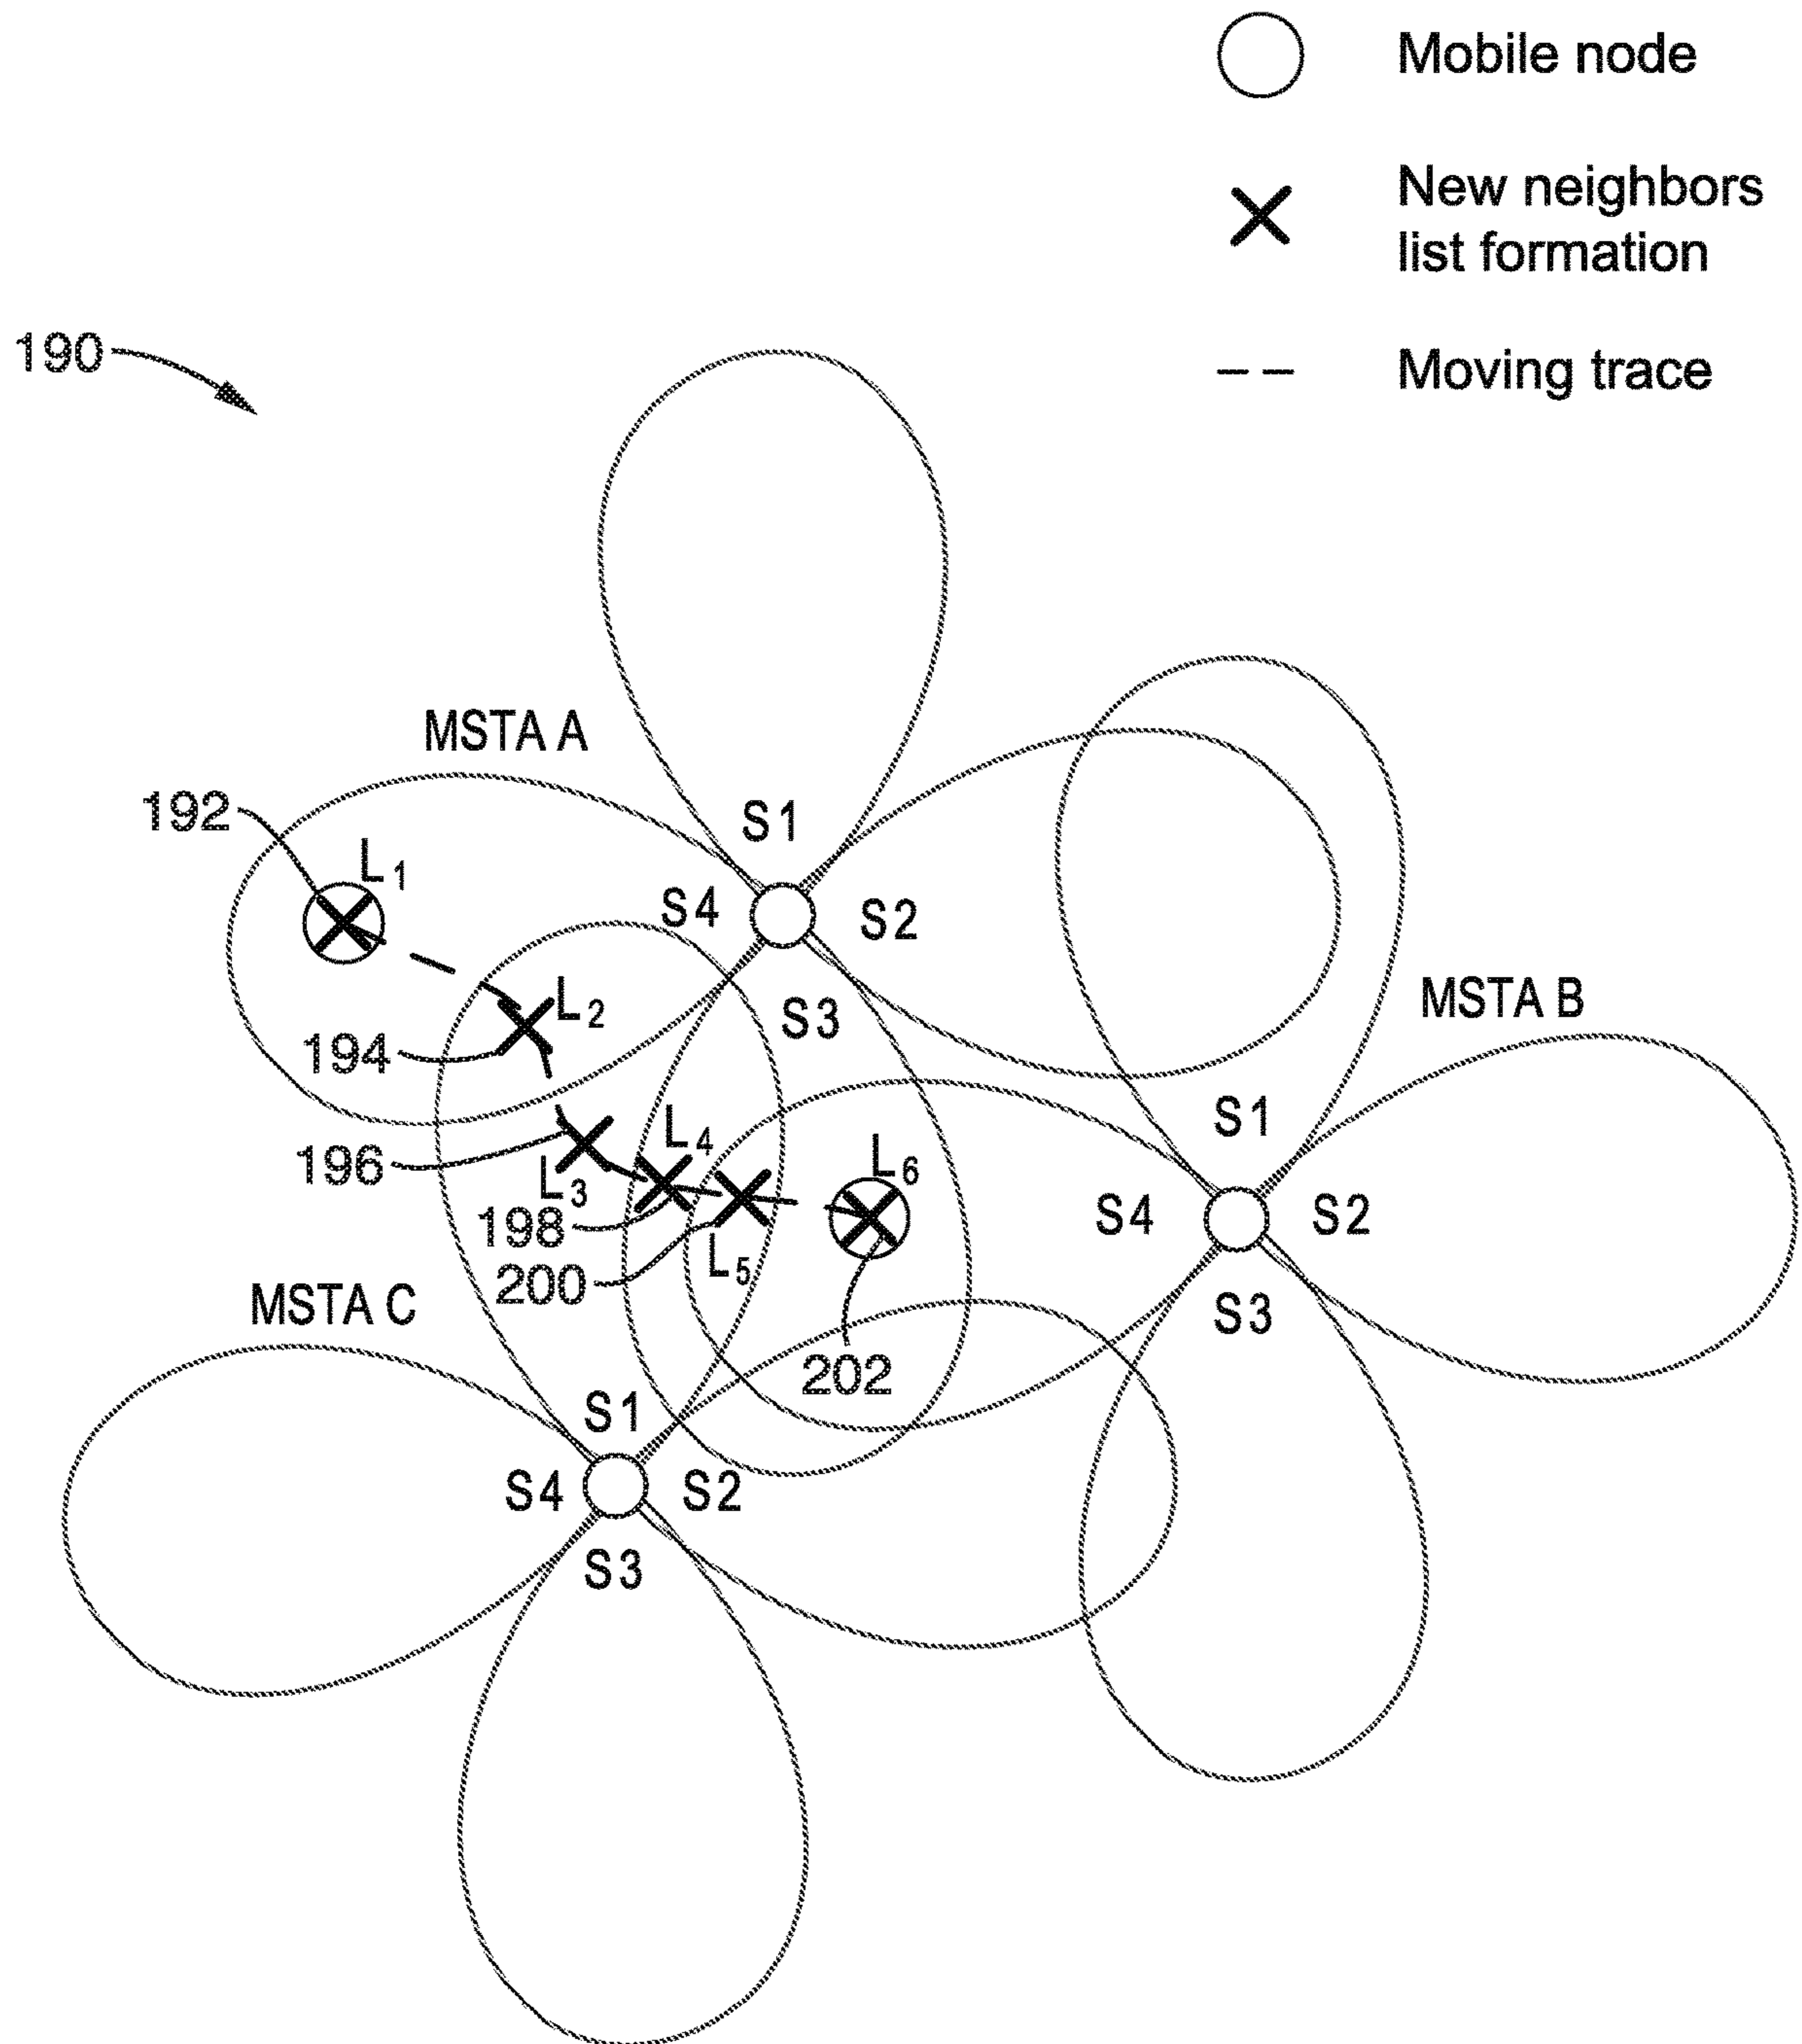 Mobile node
New neighbors
list formation
Moving trace
190
MSTA A
192
L1
S1
S4
S2
S3
MSTA B
L2
194
S1
S4
S2
S3
196
L3
L4
198
L5
200
L6
202
MSTA C
S1
S4
S2
S3